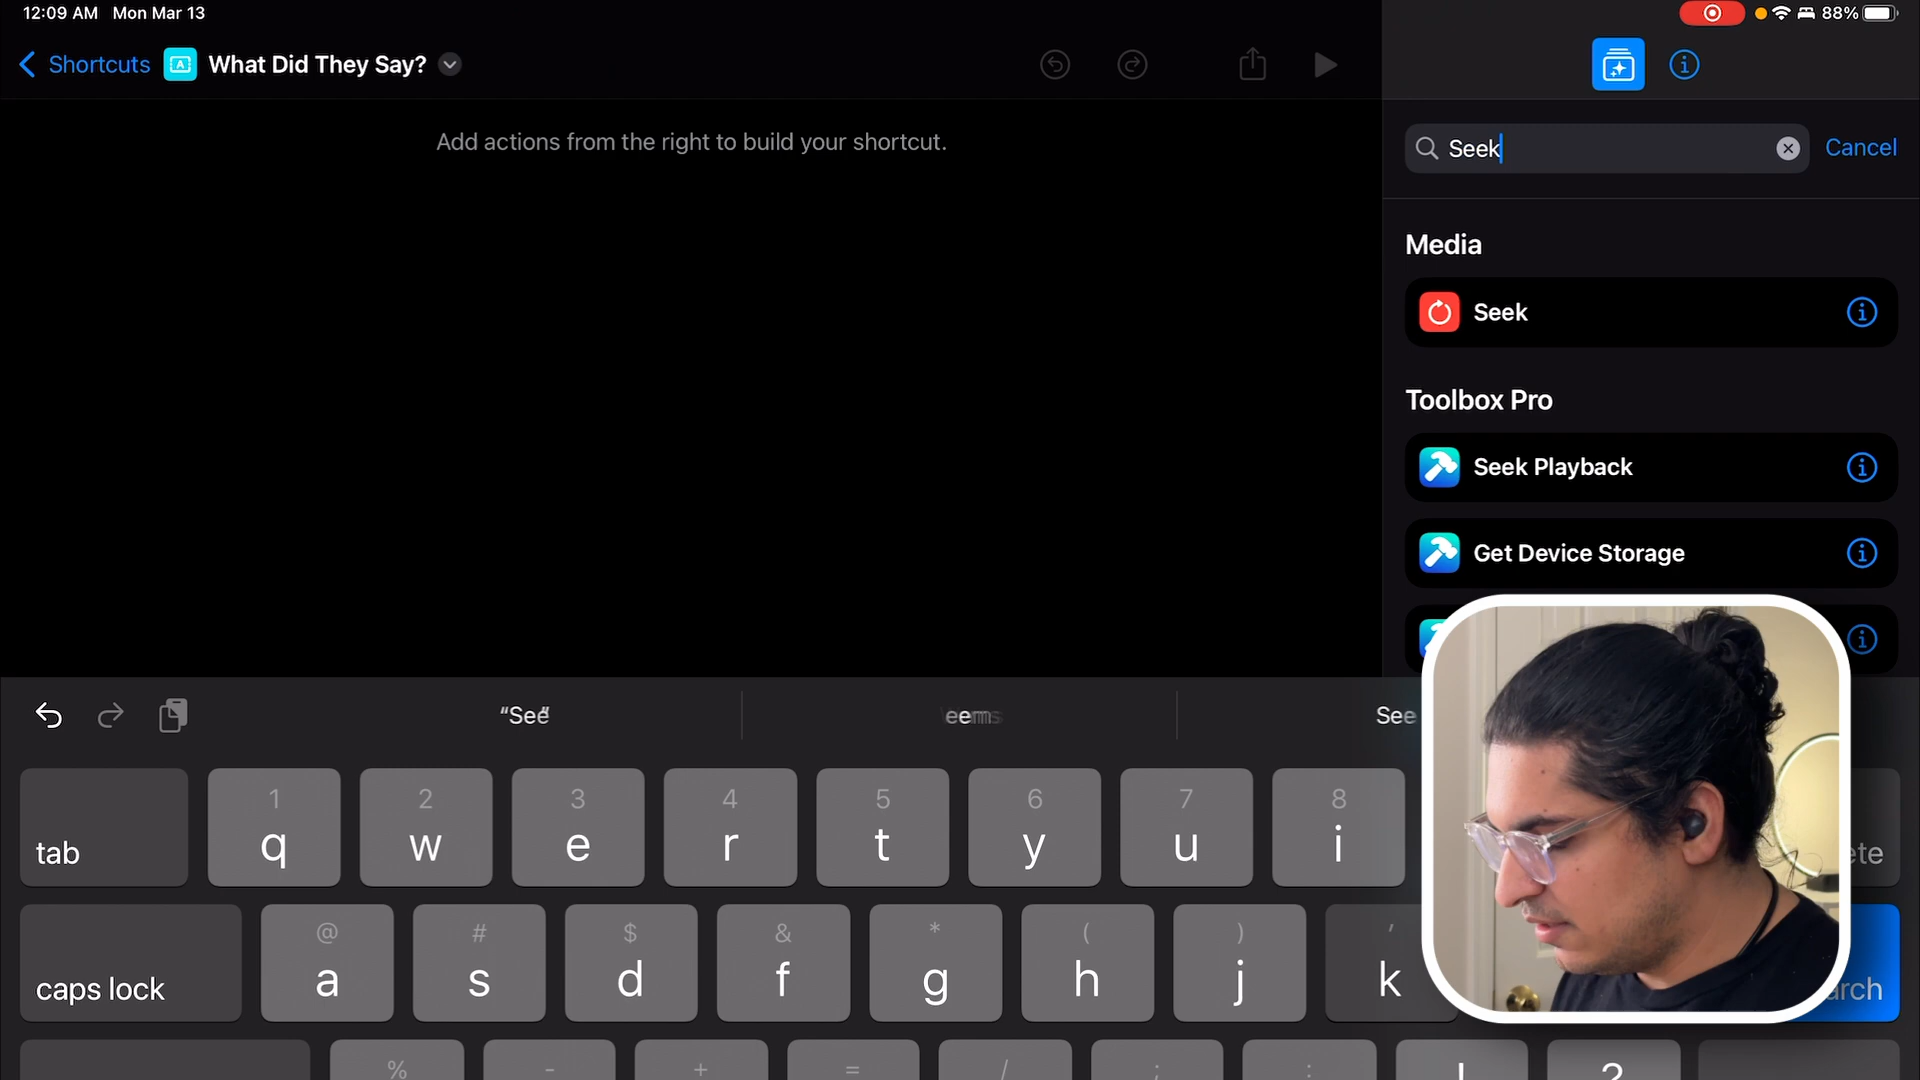 12:09 AM Mon Mar 13
88%
Shortcuts
What Did They Say?
Add actions from the right to build your shortcut.
Seek
Cancel
Media
Seek
Toolbox Pro
Seek Playback
Get Device Storage
“See”
See
tab
1 2 3 4 5 6 7 8
q w e r t y u i
caps lock
@ # $ & * ( ) ’
a s d f g h j k
% - + = / ; : ! ?